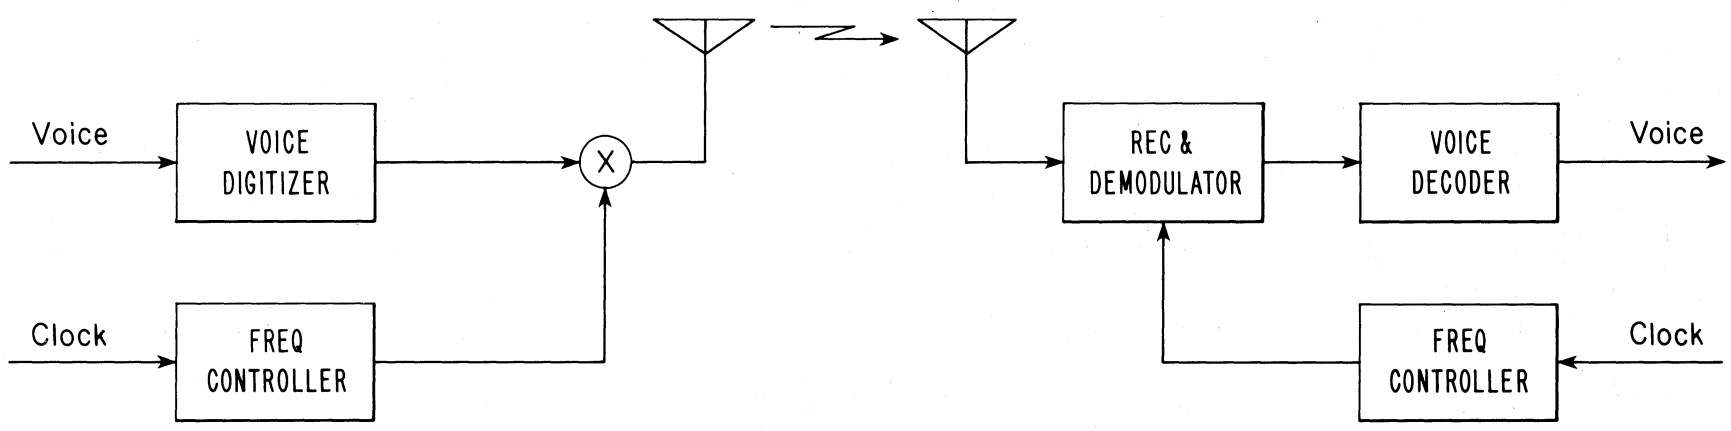 Voice
VOICE
DIGITIZER
X
REC &
DEMODULATOR
VOICE
DECODER
Voice
Clock
FREQ
CONTROLLER
FREQ
CONTROLLER
Clock